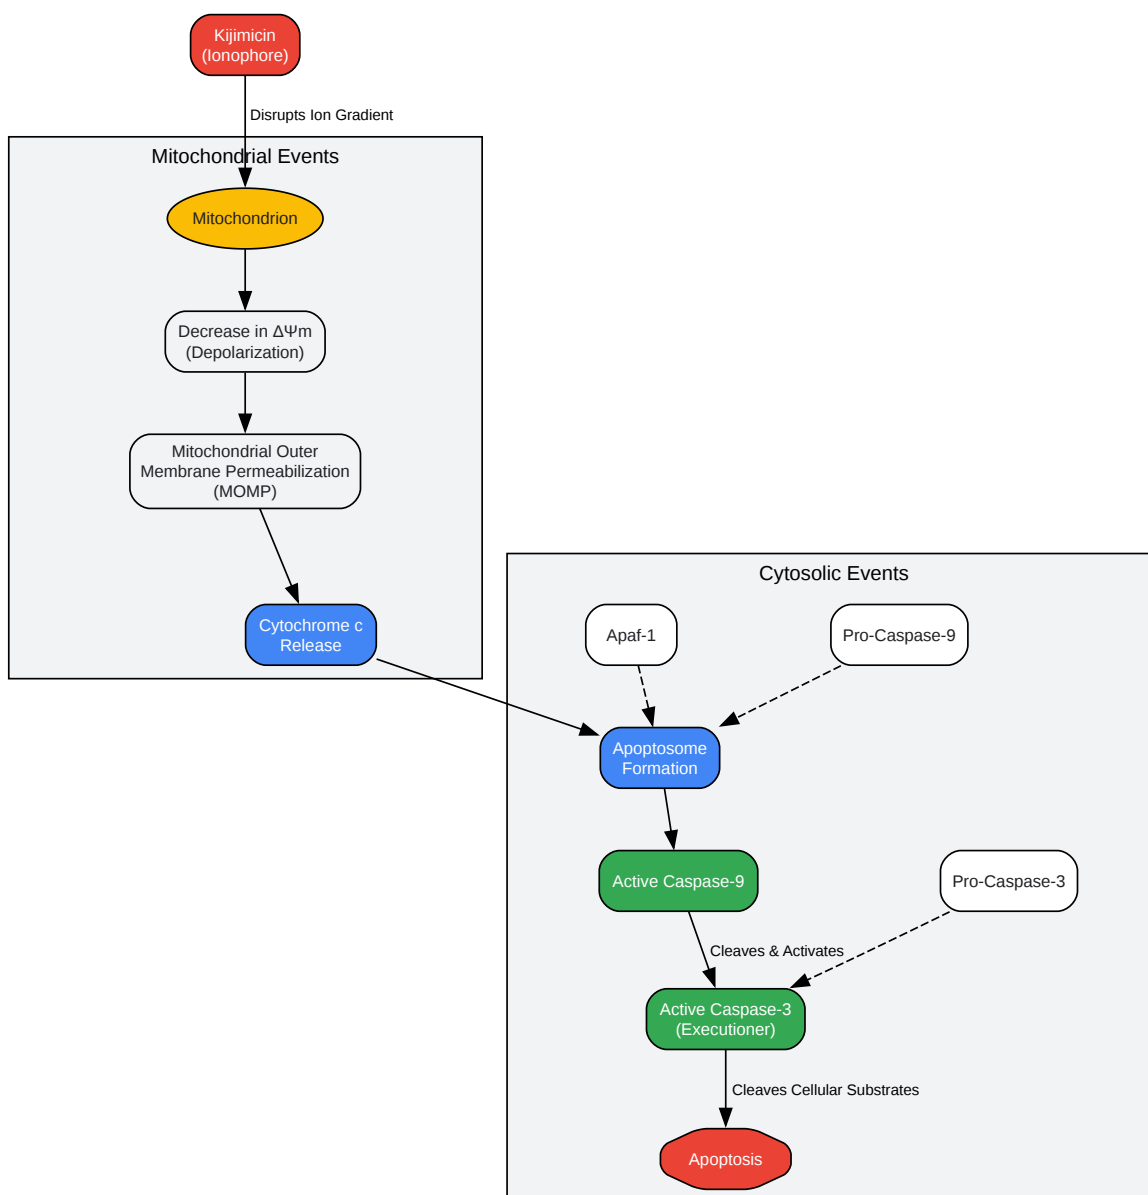 Kijimicin
(Ionophore)
Disrupts Ion Gradient
Mitochondrial Events
Mitochondrion
Decrease in ΔΨm
(Depolarization)
Mitochondrial Outer
Membrane Permeabilization
(MOMP)
Cytochrome c
Release
Cytosolic Events
Apaf-1
Pro-Caspase-9
Apoptosome
Formation
Active Caspase-9
Pro-Caspase-3
Cleaves & Activates
Active Caspase-3
(Executioner)
Cleaves Cellular Substrates
Apoptosis